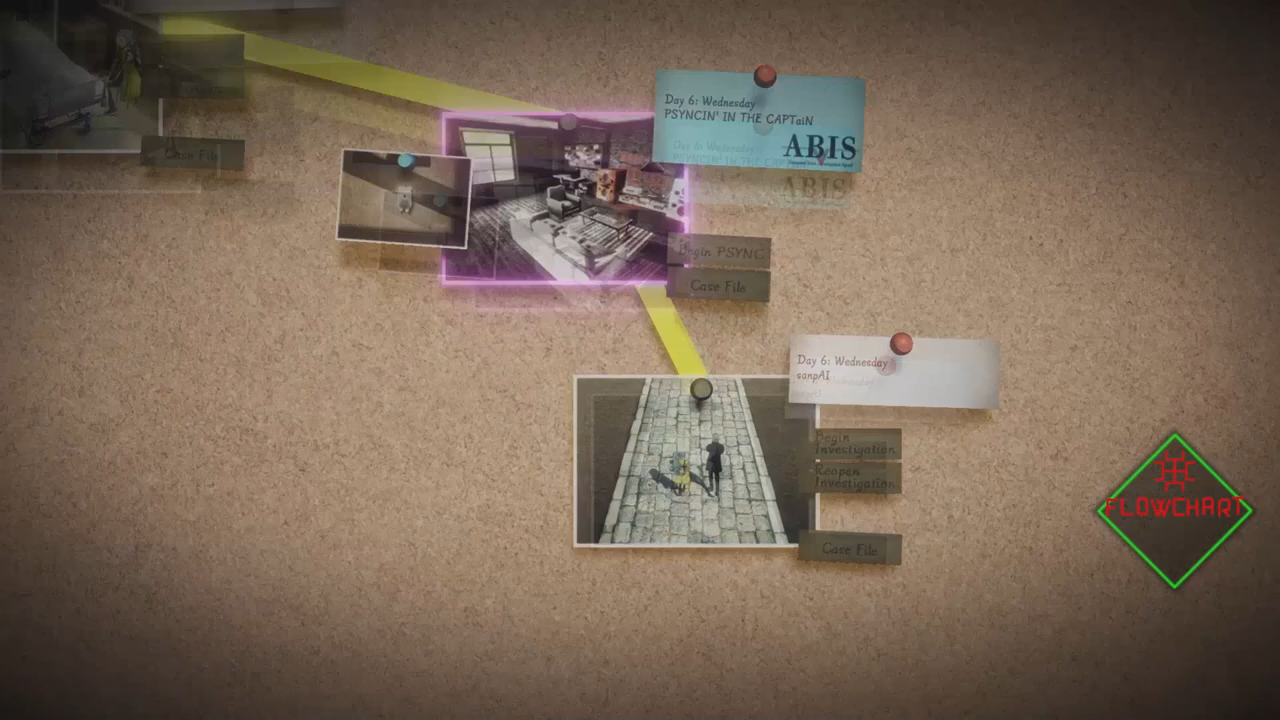 Day 6: Wednesday
PSYNCIN' IN THE CAPTaiN
ABIS
Case File
Begin PSYNC
Case File
Day 6: Wednesday
sanpAI
Begin
Investigation
Reopen
Investigation
Case File
FLOWCHART